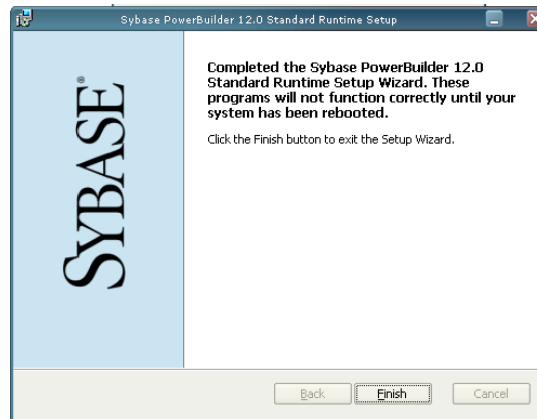 Sybase PowerBuilder 12.0 Standard Runtime Setup
SYBASE®
Completed the Sybase PowerBuilder 12.0
Standard Runtime Setup Wizard. These
programs will not function correctly until your
system has been rebooted.
Click the Finish button to exit the Setup Wizard.
Back
Finish
Cancel